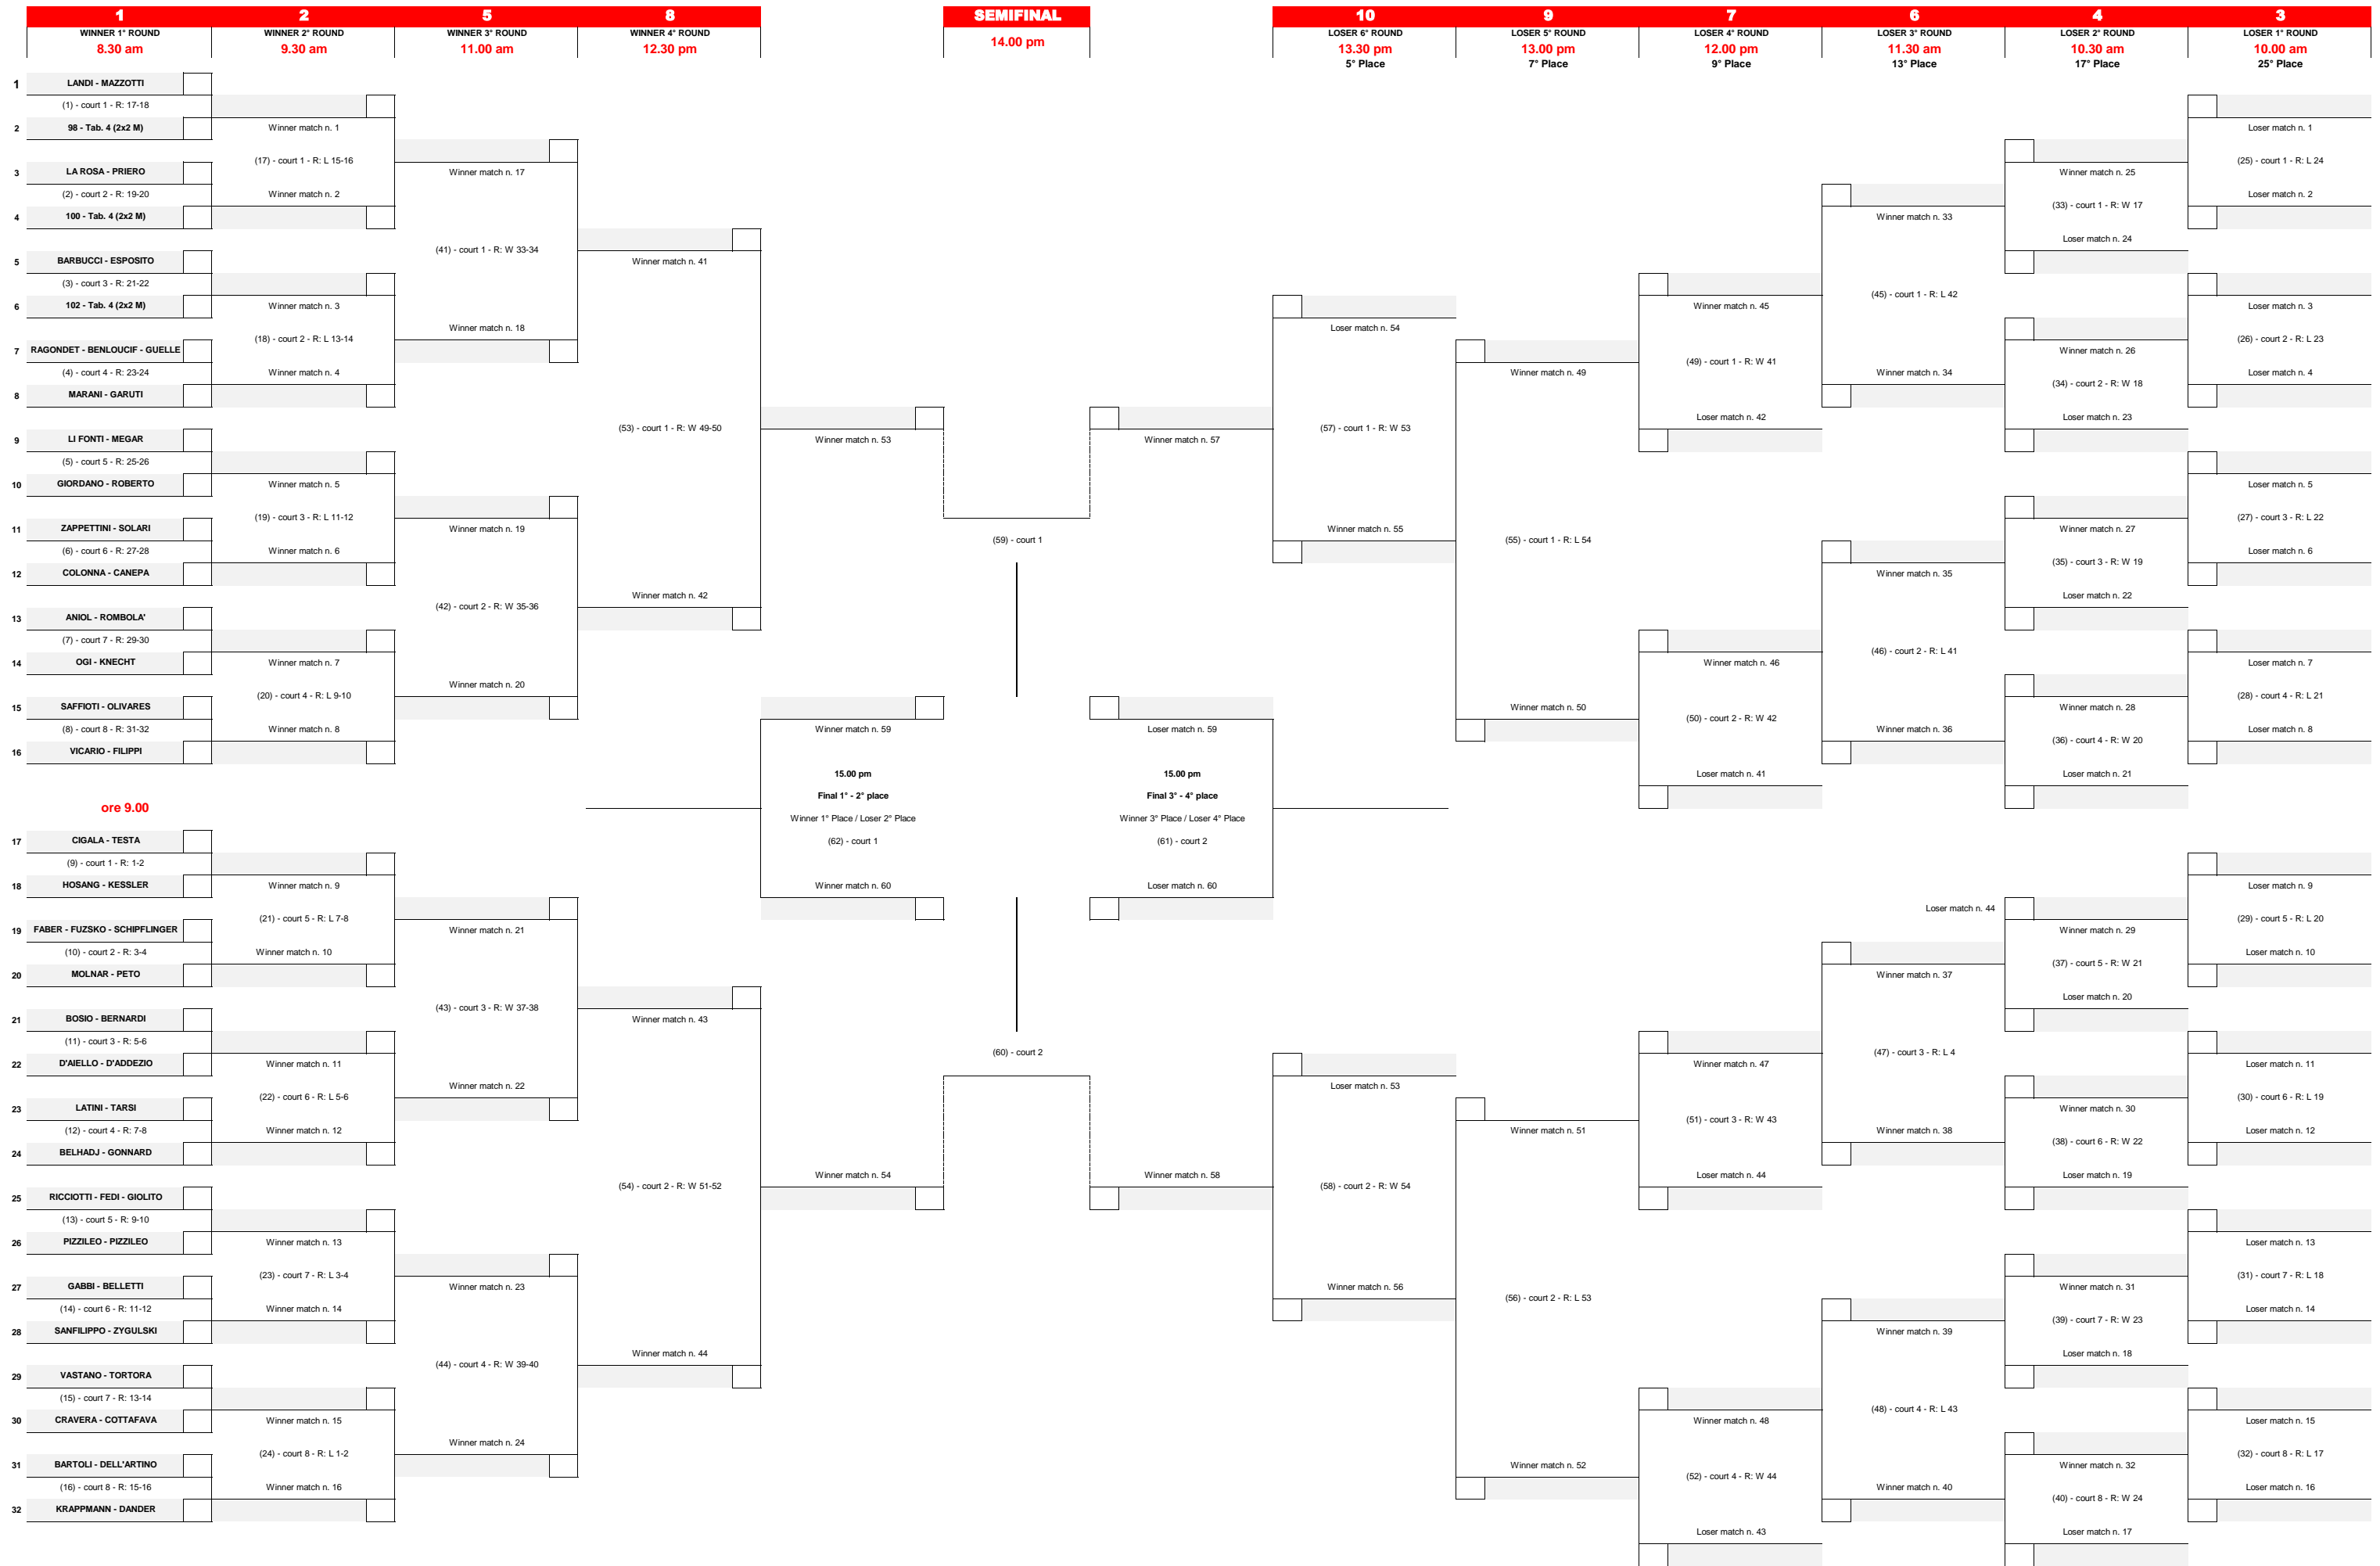 1 2 5 8 SEMIFINAL 10 9 7 6 4 3
WINNER 1° ROUND WINNER 2° ROUND WINNER 3° ROUND WINNER 4° ROUND LOSER 6° ROUND LOSER 5° ROUND LOSER 4° ROUND LOSER 3° ROUND LOSER 2° ROUND LOSER 1° ROUND
8.30 am 9.30 am 11.00 am 12.30 pm 14.00 pm 13.30 pm 13.00 pm 12.00 pm 11.30 am 10.30 am 10.00 am
5° Place 7° Place 9° Place 13° Place 17° Place 25° Place
1 LANDI - MAZZOTTI
(1) - court 1 - R: 17-18
2 98 - Tab. 4 (2x2 M) Winner match n. 1 Loser match n. 1
(17) - court 1 - R: L 15-16 (25) - court 1 - R: L 24
3 LA ROSA - PRIERO Winner match n. 17 Winner match n. 25
(2) - court 2 - R: 19-20 Winner match n. 2 Loser match n. 2
(33) - court 1 - R: W 17
4 100 - Tab. 4 (2x2 M) Winner match n. 33
Loser match n. 24
(41) - court 1 - R: W 33-34
5 BARBUCCI - ESPOSITO Winner match n. 41
(3) - court 3 - R: 21-22
(45) - court 1 - R: L 42
6 102 - Tab. 4 (2x2 M) Winner match n. 3 Winner match n. 45 Loser match n. 3
Winner match n. 18 Loser match n. 54
(18) - court 2 - R: L 13-14 (26) - court 2 - R: L 23
7 RAGONDET - BENLOUCIF - GUELLE Winner match n. 26
(49) - court 1 - R: W 41
(4) - court 4 - R: 23-24 Winner match n. 4 Winner match n. 49 Winner match n. 34 Loser match n. 4
(34) - court 2 - R: W 18
8 MARANI - GARUTI
Loser match n. 42 Loser match n. 23
(53) - court 1 - R: W 49-50 (57) - court 1 - R: W 53
9 LI FONTI - MEGAR Winner match n. 53 Winner match n. 57
(5) - court 5 - R: 25-26
10 GIORDANO - ROBERTO Winner match n. 5 Loser match n. 5
(19) - court 3 - R: L 11-12 (27) - court 3 - R: L 22
11 ZAPPETTINI - SOLARI Winner match n. 19 Winner match n. 55 Winner match n. 27
(59) - court 1 (55) - court 1 - R: L 54
(6) - court 6 - R: 27-28 Winner match n. 6 Loser match n. 6
(35) - court 3 - R: W 19
12 COLONNA - CANEPA Winner match n. 35
Winner match n. 42 Loser match n. 22
(42) - court 2 - R: W 35-36
13 ANIOL - ROMBOLA'
(7) - court 7 - R: 29-30
(46) - court 2 - R: L 41
14 OGI - KNECHT Winner match n. 7 Winner match n. 46 Loser match n. 7
Winner match n. 20
(20) - court 4 - R: L 9-10 (28) - court 4 - R: L 21
15 SAFFIOTI - OLIVARES Winner match n. 50 Winner match n. 28
(50) - court 2 - R: W 42
(8) - court 8 - R: 31-32 Winner match n. 8 Winner match n. 59 Loser match n. 59 Winner match n. 36 Loser match n. 8
(36) - court 4 - R: W 20
16 VICARIO - FILIPPI
15.00 pm 15.00 pm Loser match n. 41 Loser match n. 21
Final 1° - 2° place Final 3° - 4° place
ore 9.00
Winner 1° Place / Loser 2° Place Winner 3° Place / Loser 4° Place
17 CIGALA - TESTA (62) - court 1 (61) - court 2
(9) - court 1 - R: 1-2
18 HOSANG - KESSLER Winner match n. 9 Winner match n. 60 Loser match n. 60 Loser match n. 9
Loser match n. 44
(21) - court 5 - R: L 7-8 (29) - court 5 - R: L 20
19 FABER - FUZSKO - SCHIPFLINGER Winner match n. 21 Winner match n. 29
(10) - court 2 - R: 3-4 Winner match n. 10 Loser match n. 10
(37) - court 5 - R: W 21
20 MOLNAR - PETO Winner match n. 37
Loser match n. 20
(43) - court 3 - R: W 37-38
21 BOSIO - BERNARDI Winner match n. 43
(11) - court 3 - R: 5-6
(60) - court 2 (47) - court 3 - R: L 4
22 D'AIELLO - D'ADDEZIO Winner match n. 11 Winner match n. 47 Loser match n. 11
Winner match n. 22 Loser match n. 53
(22) - court 6 - R: L 5-6 (30) - court 6 - R: L 19
23 LATINI - TARSI Winner match n. 30
(51) - court 3 - R: W 43
(12) - court 4 - R: 7-8 Winner match n. 12 Winner match n. 51 Winner match n. 38 Loser match n. 12
(38) - court 6 - R: W 22
24 BELHADJ - GONNARD
Winner match n. 54 Winner match n. 58 Loser match n. 44 Loser match n. 19
(54) - court 2 - R: W 51-52 (58) - court 2 - R: W 54
25 RICCIOTTI - FEDI - GIOLITO
(13) - court 5 - R: 9-10
26 PIZZILEO - PIZZILEO Winner match n. 13 Loser match n. 13
(23) - court 7 - R: L 3-4 (31) - court 7 - R: L 18
27 GABBI - BELLETTI Winner match n. 23 Winner match n. 56 Winner match n. 31
(56) - court 2 - R: L 53
(14) - court 6 - R: 11-12 Winner match n. 14 Loser match n. 14
(39) - court 7 - R: W 23
28 SANFILIPPO - ZYGULSKI Winner match n. 39
Winner match n. 44 Loser match n. 18
(44) - court 4 - R: W 39-40
29 VASTANO - TORTORA
(15) - court 7 - R: 13-14
(48) - court 4 - R: L 43
30 CRAVERA - COTTAFAVA Winner match n. 15 Winner match n. 48 Loser match n. 15
Winner match n. 24
(24) - court 8 - R: L 1-2 (32) - court 8 - R: L 17
31 BARTOLI - DELL'ARTINO Winner match n. 52 Winner match n. 32
(52) - court 4 - R: W 44
(16) - court 8 - R: 15-16 Winner match n. 16 Winner match n. 40 Loser match n. 16
(40) - court 8 - R: W 24
32 KRAPPMANN - DANDER
Loser match n. 43 Loser match n. 17